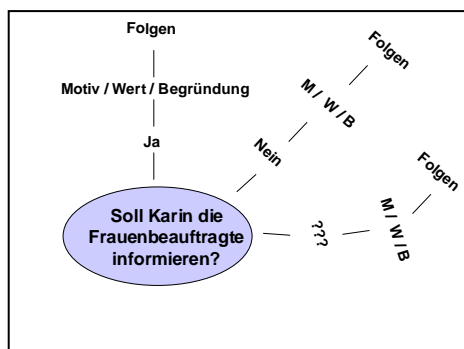 Folgen
Motiv / Wert / Begründung
Ja
Soll Karin die
Frauenbeauftragte
informieren?
Nein
M / W / B
Folgen
???
M / W / B
Folgen